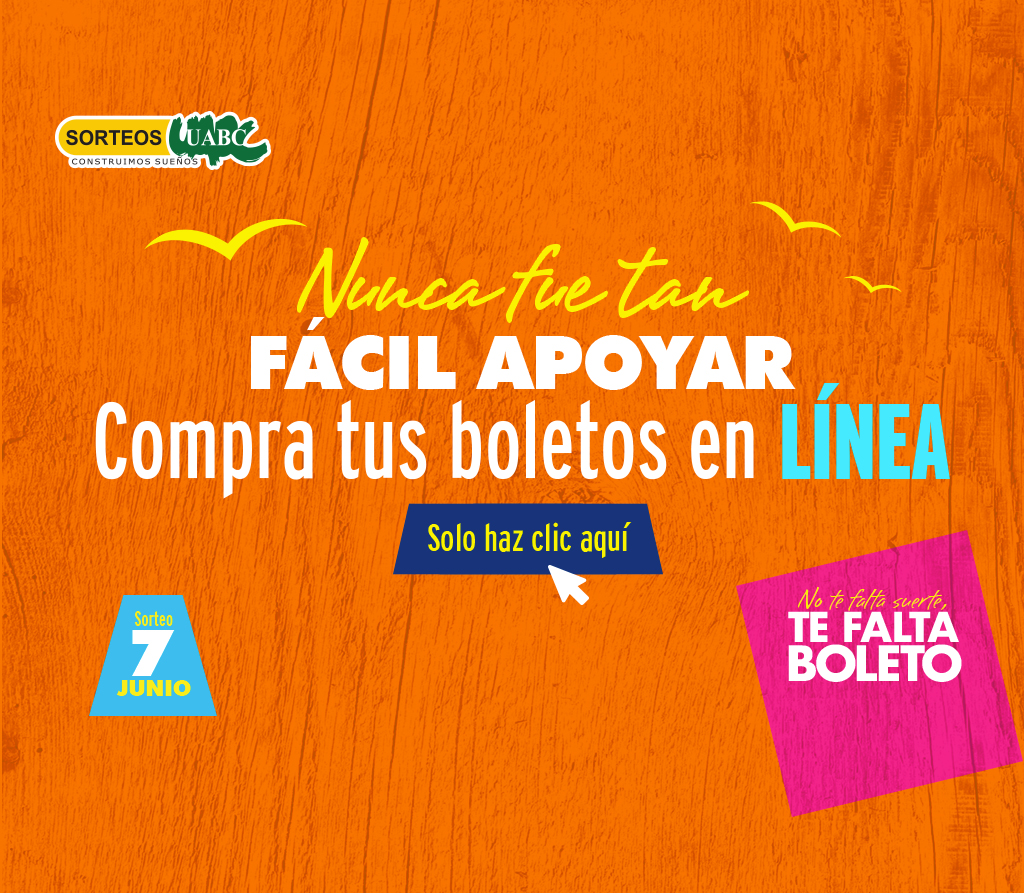 SORTEOS UABC
CONSTRUIMOS SUEÑOS
Nunca fue tan
FÁCIL APOYAR
Compra tus boletos en LÍNEA
Solo haz clic aquí
Sorteo
7
JUNIO
No te falta suerte,
TE FALTA
BOLETO